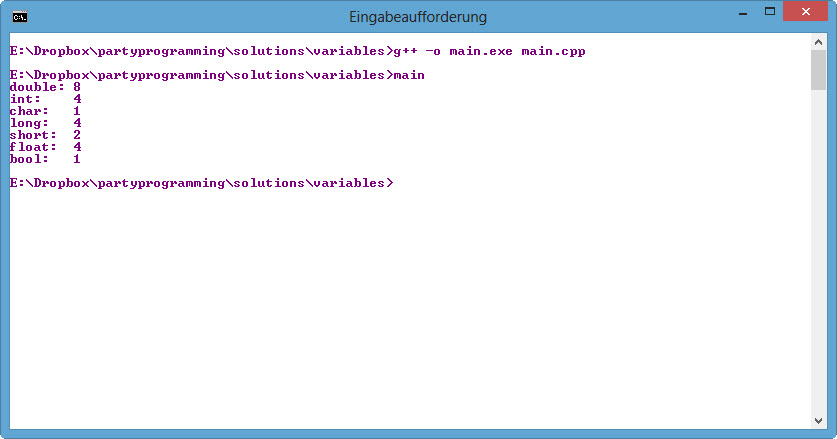 Eingabeaufforderung
E:\Dropbox\partyprogramming\solutions\variables>g++ -o main.exe main.cpp
E:\Dropbox\partyprogramming\solutions\variables>main
double: 8
int:    4
char:   1
long:   4
short:  2
float:  4
bool:   1
E:\Dropbox\partyprogramming\solutions\variables>